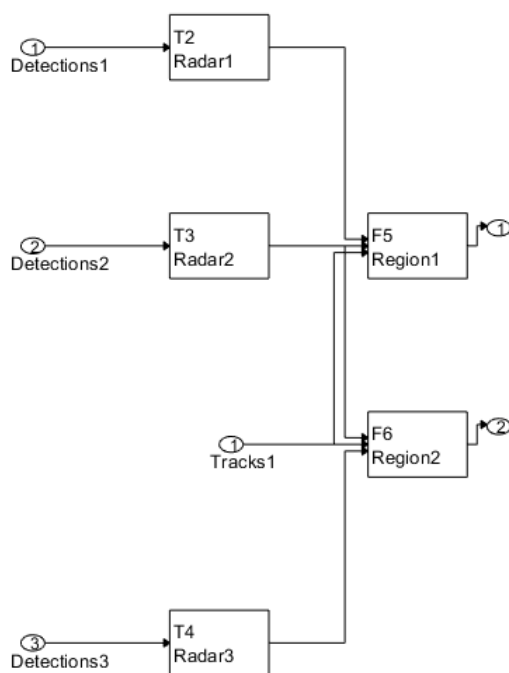 T2
Radar1
1
Detections1
T3
Radar2
2
Detections2
F5
Region1
1
F6
Region2
2
1
Tracks1
T4
Radar3
3
Detections3